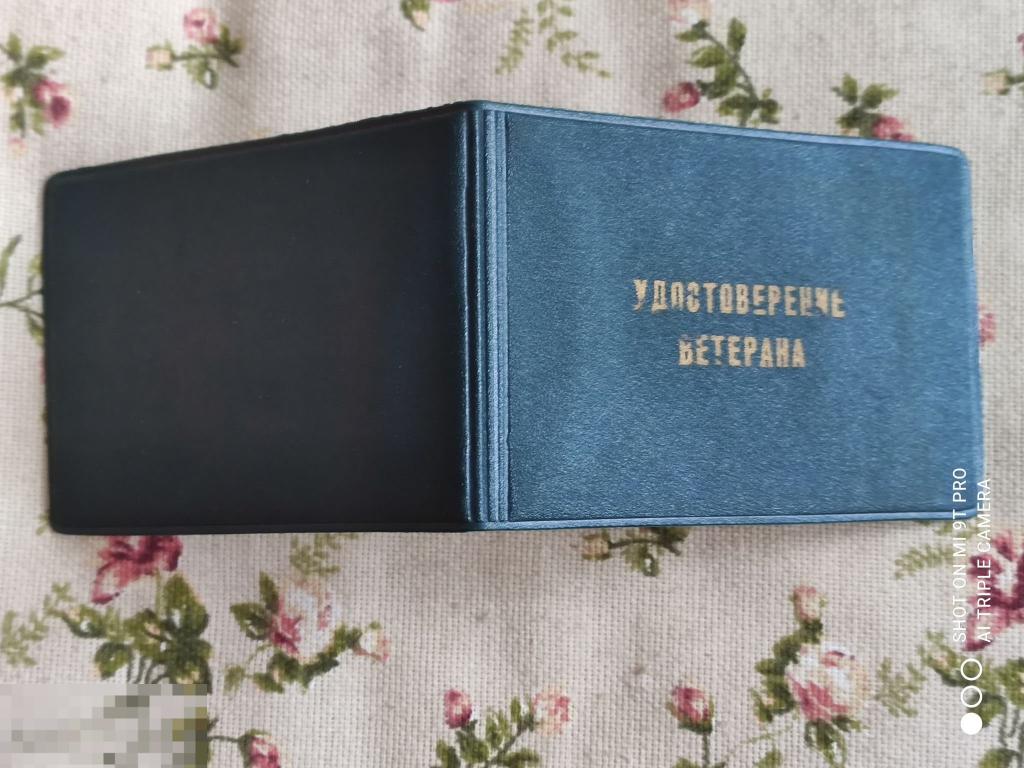 УДОСТОВЕРЕНИЕ
ВЕТЕРАНА
SHOT ON MI 9T PRO
AI TRIPLE CAMERA